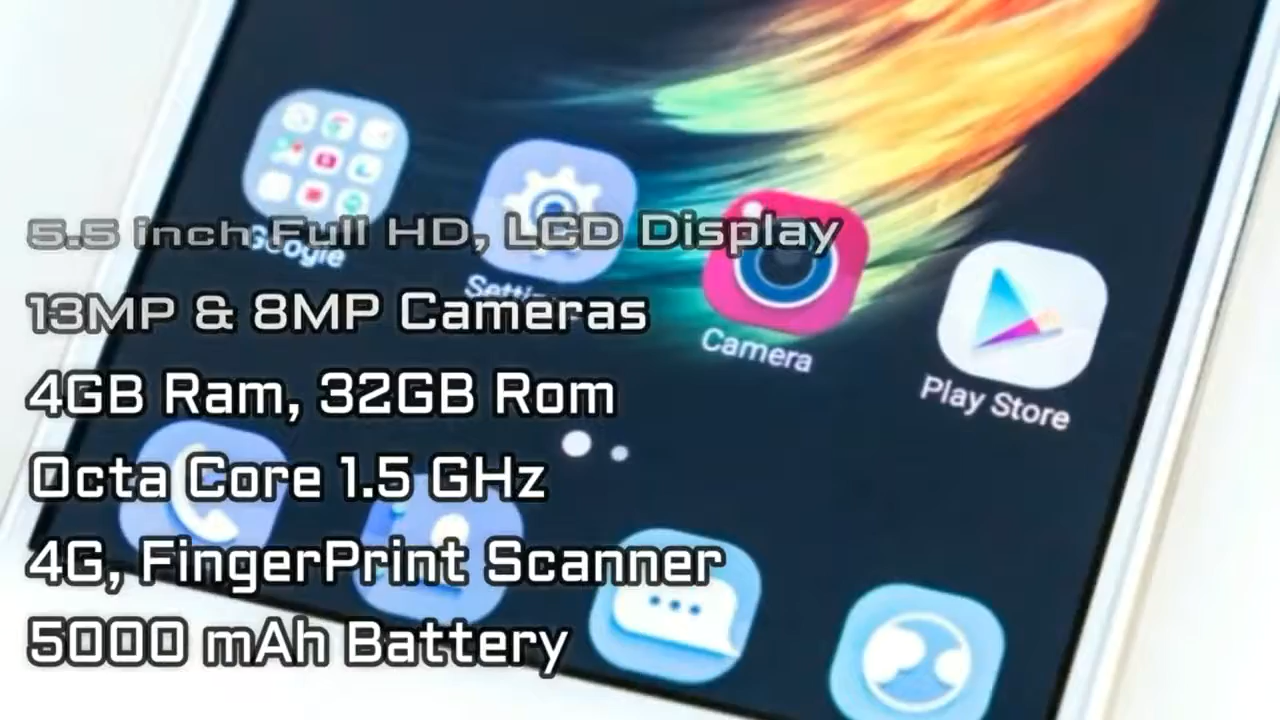 Google
5.5 inch Full HD, LCD Display
13MP & 8MP Cameras
Camera
4GB Ram, 32GB Rom
Play Store
Octa Core 1.5 GHz
4G, FingerPrint Scanner
5000 mAh Battery